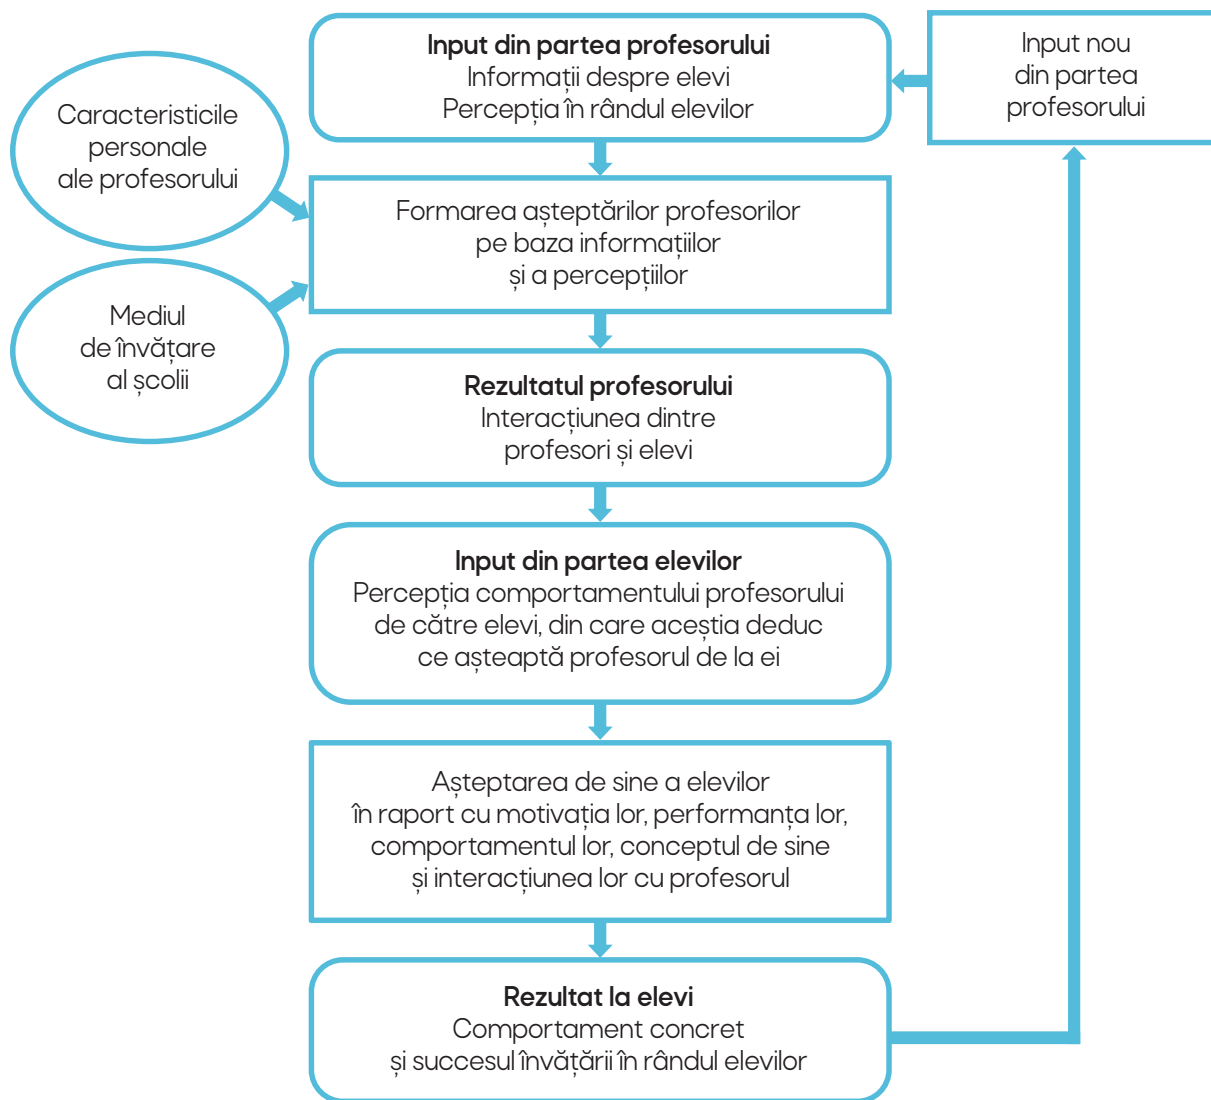 Input din partea profesorului
Informații despre elevi
Percepția în rândul elevilor
Input nou
din partea
profesorului
Caracteristicile
personale
ale profesorului
Formarea așteptărilor profesorilor
pe baza informațiilor
și a percepțiilor
Mediul
de învățare
al școlii
Rezultatul profesorului
Interacțiunea dintre
profesori și elevi
Input din partea elevilor
Percepția comportamentului profesorului
de către elevi, din care aceștia deduc
ce așteaptă profesorul de la ei
Așteptarea de sine a elevilor
în raport cu motivația lor, performanța lor,
comportamentul lor, conceptul de sine
și interacțiunea lor cu profesorul
Rezultat la elevi
Comportament concret
și succesul învățării în rândul elevilor